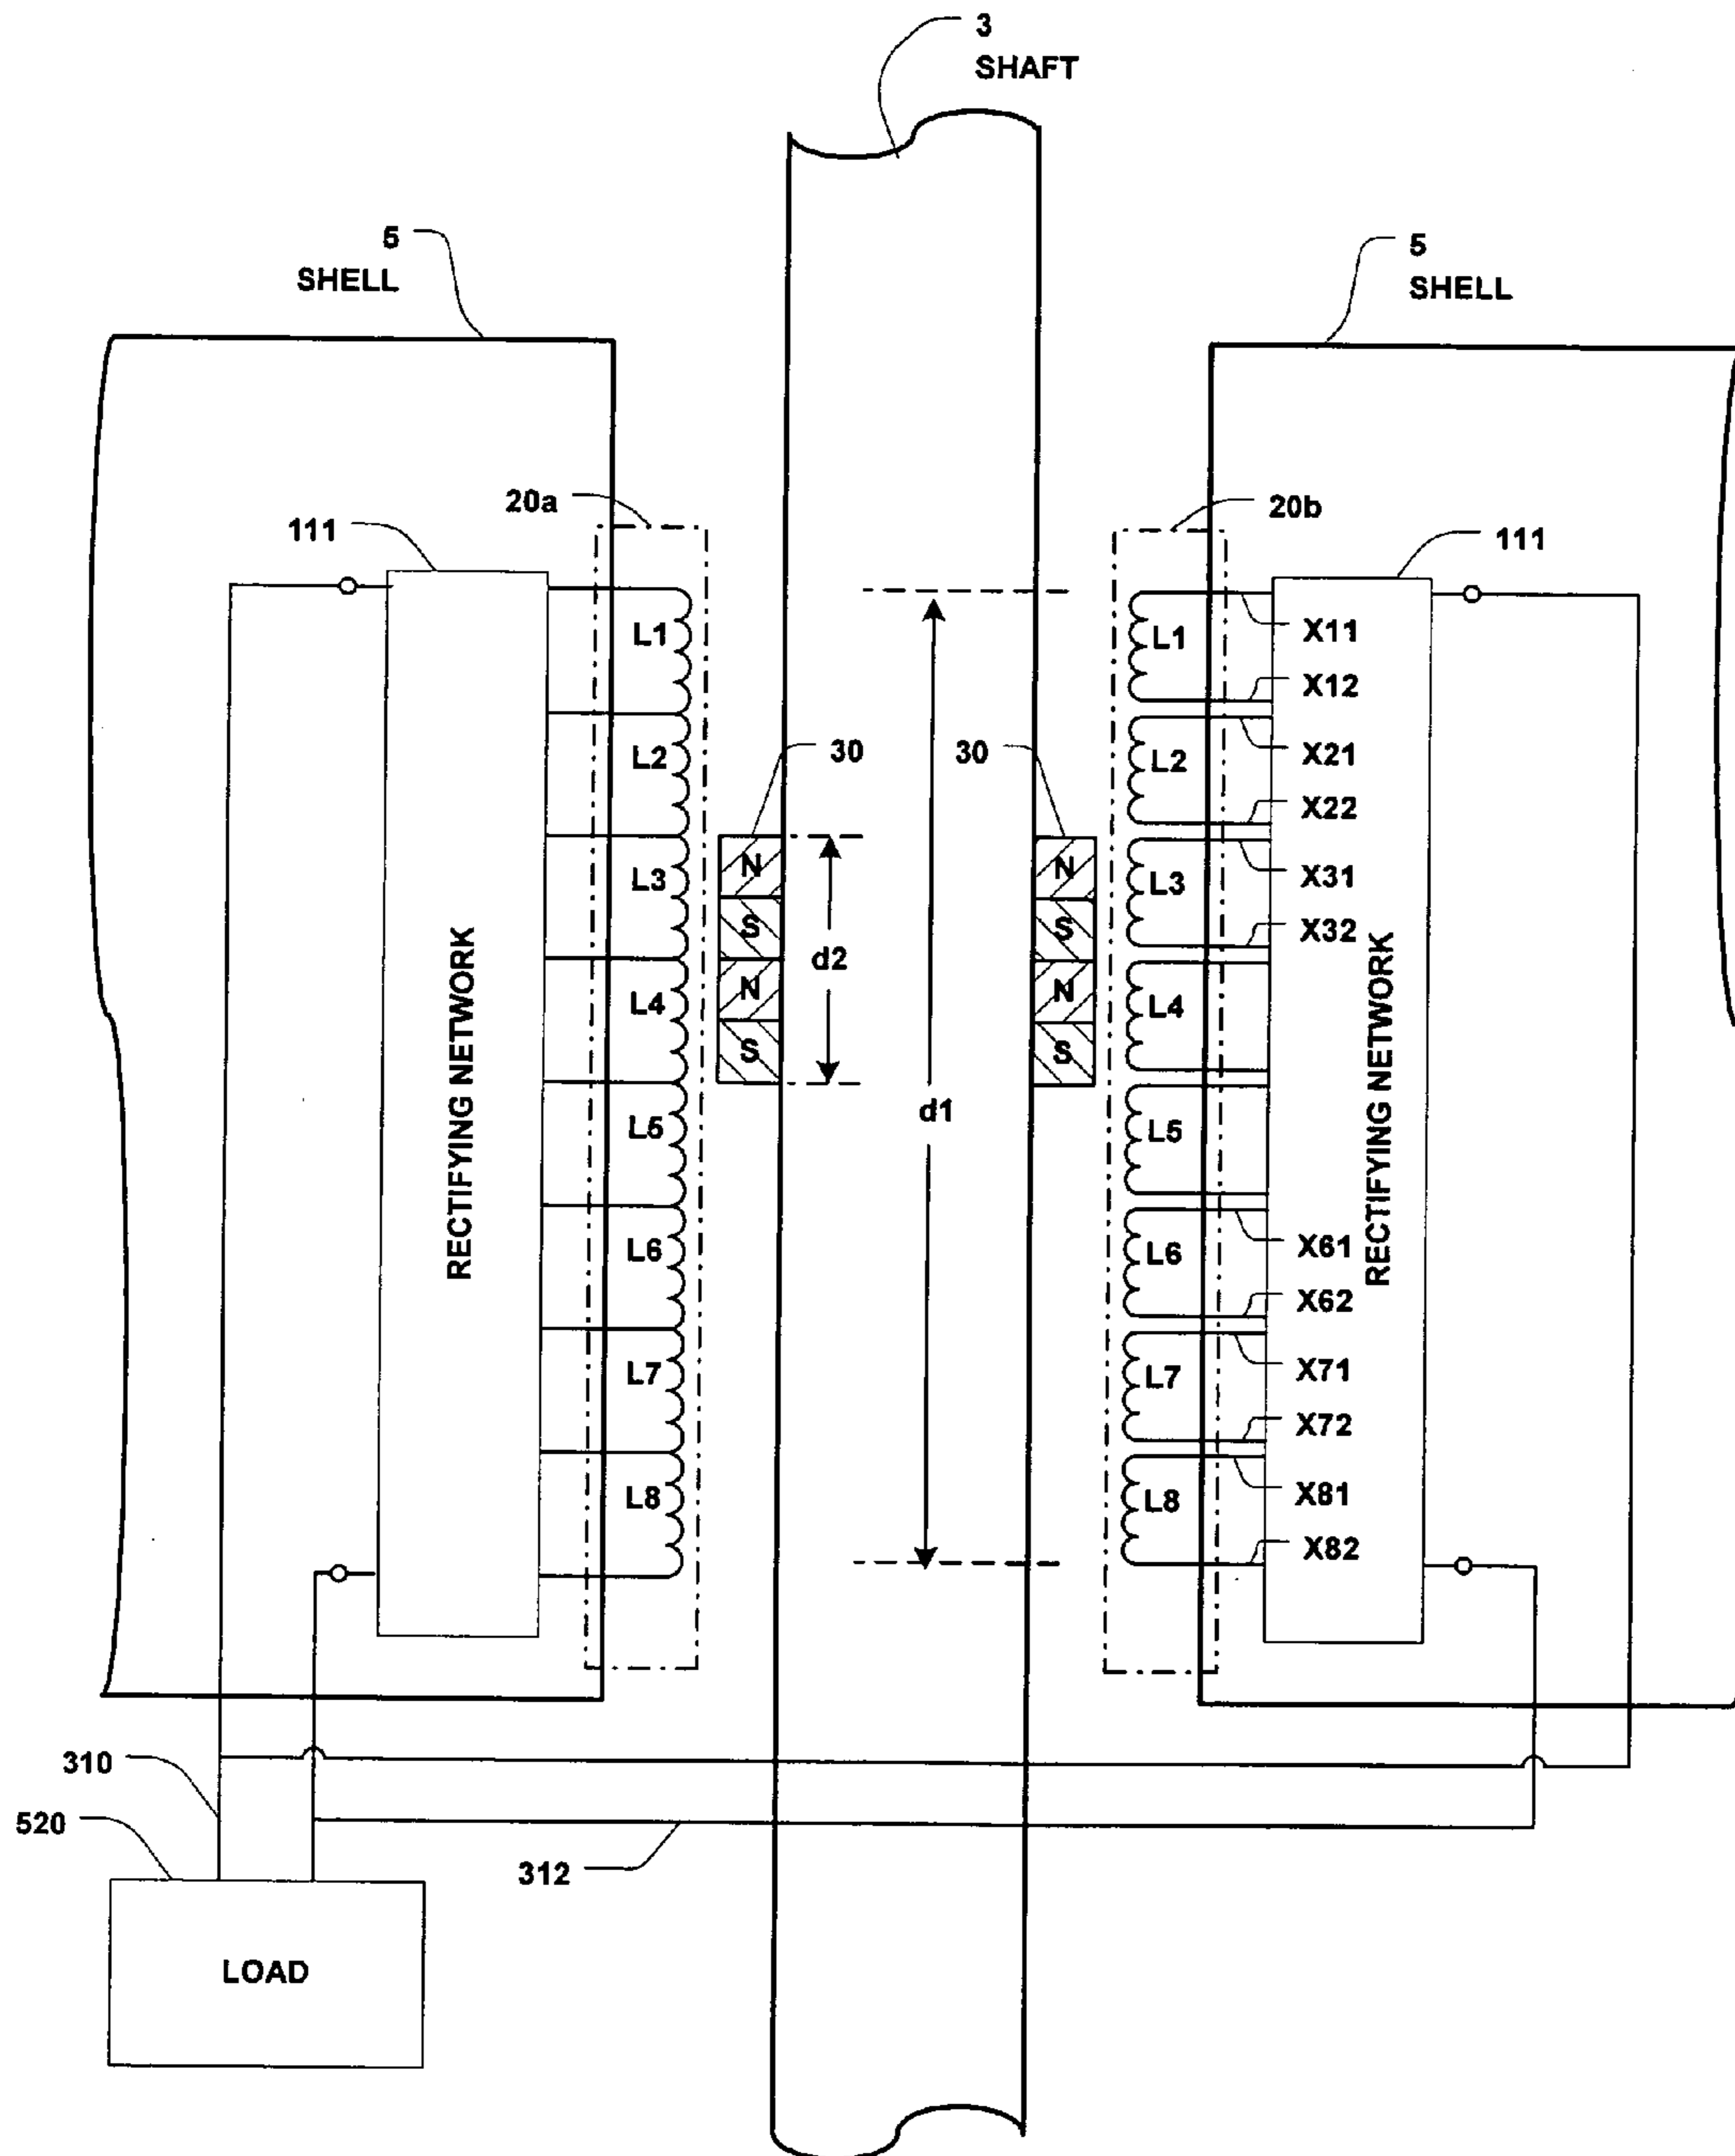 3
SHAFT
5
SHELL
5
SHELL
20a
20b
111
111
L1
L2
L3
L4
L5
L6
L7
L8
L1
L2
L3
L4
L5
L6
L7
L8
X11
X12
X21
X22
X31
X32
X61
X62
X71
X72
X81
X82
30
30
N
S
N
S
N
S
N
S
d2
d1
RECTIFYING NETWORK
RECTIFYING NETWORK
310
520
312
LOAD